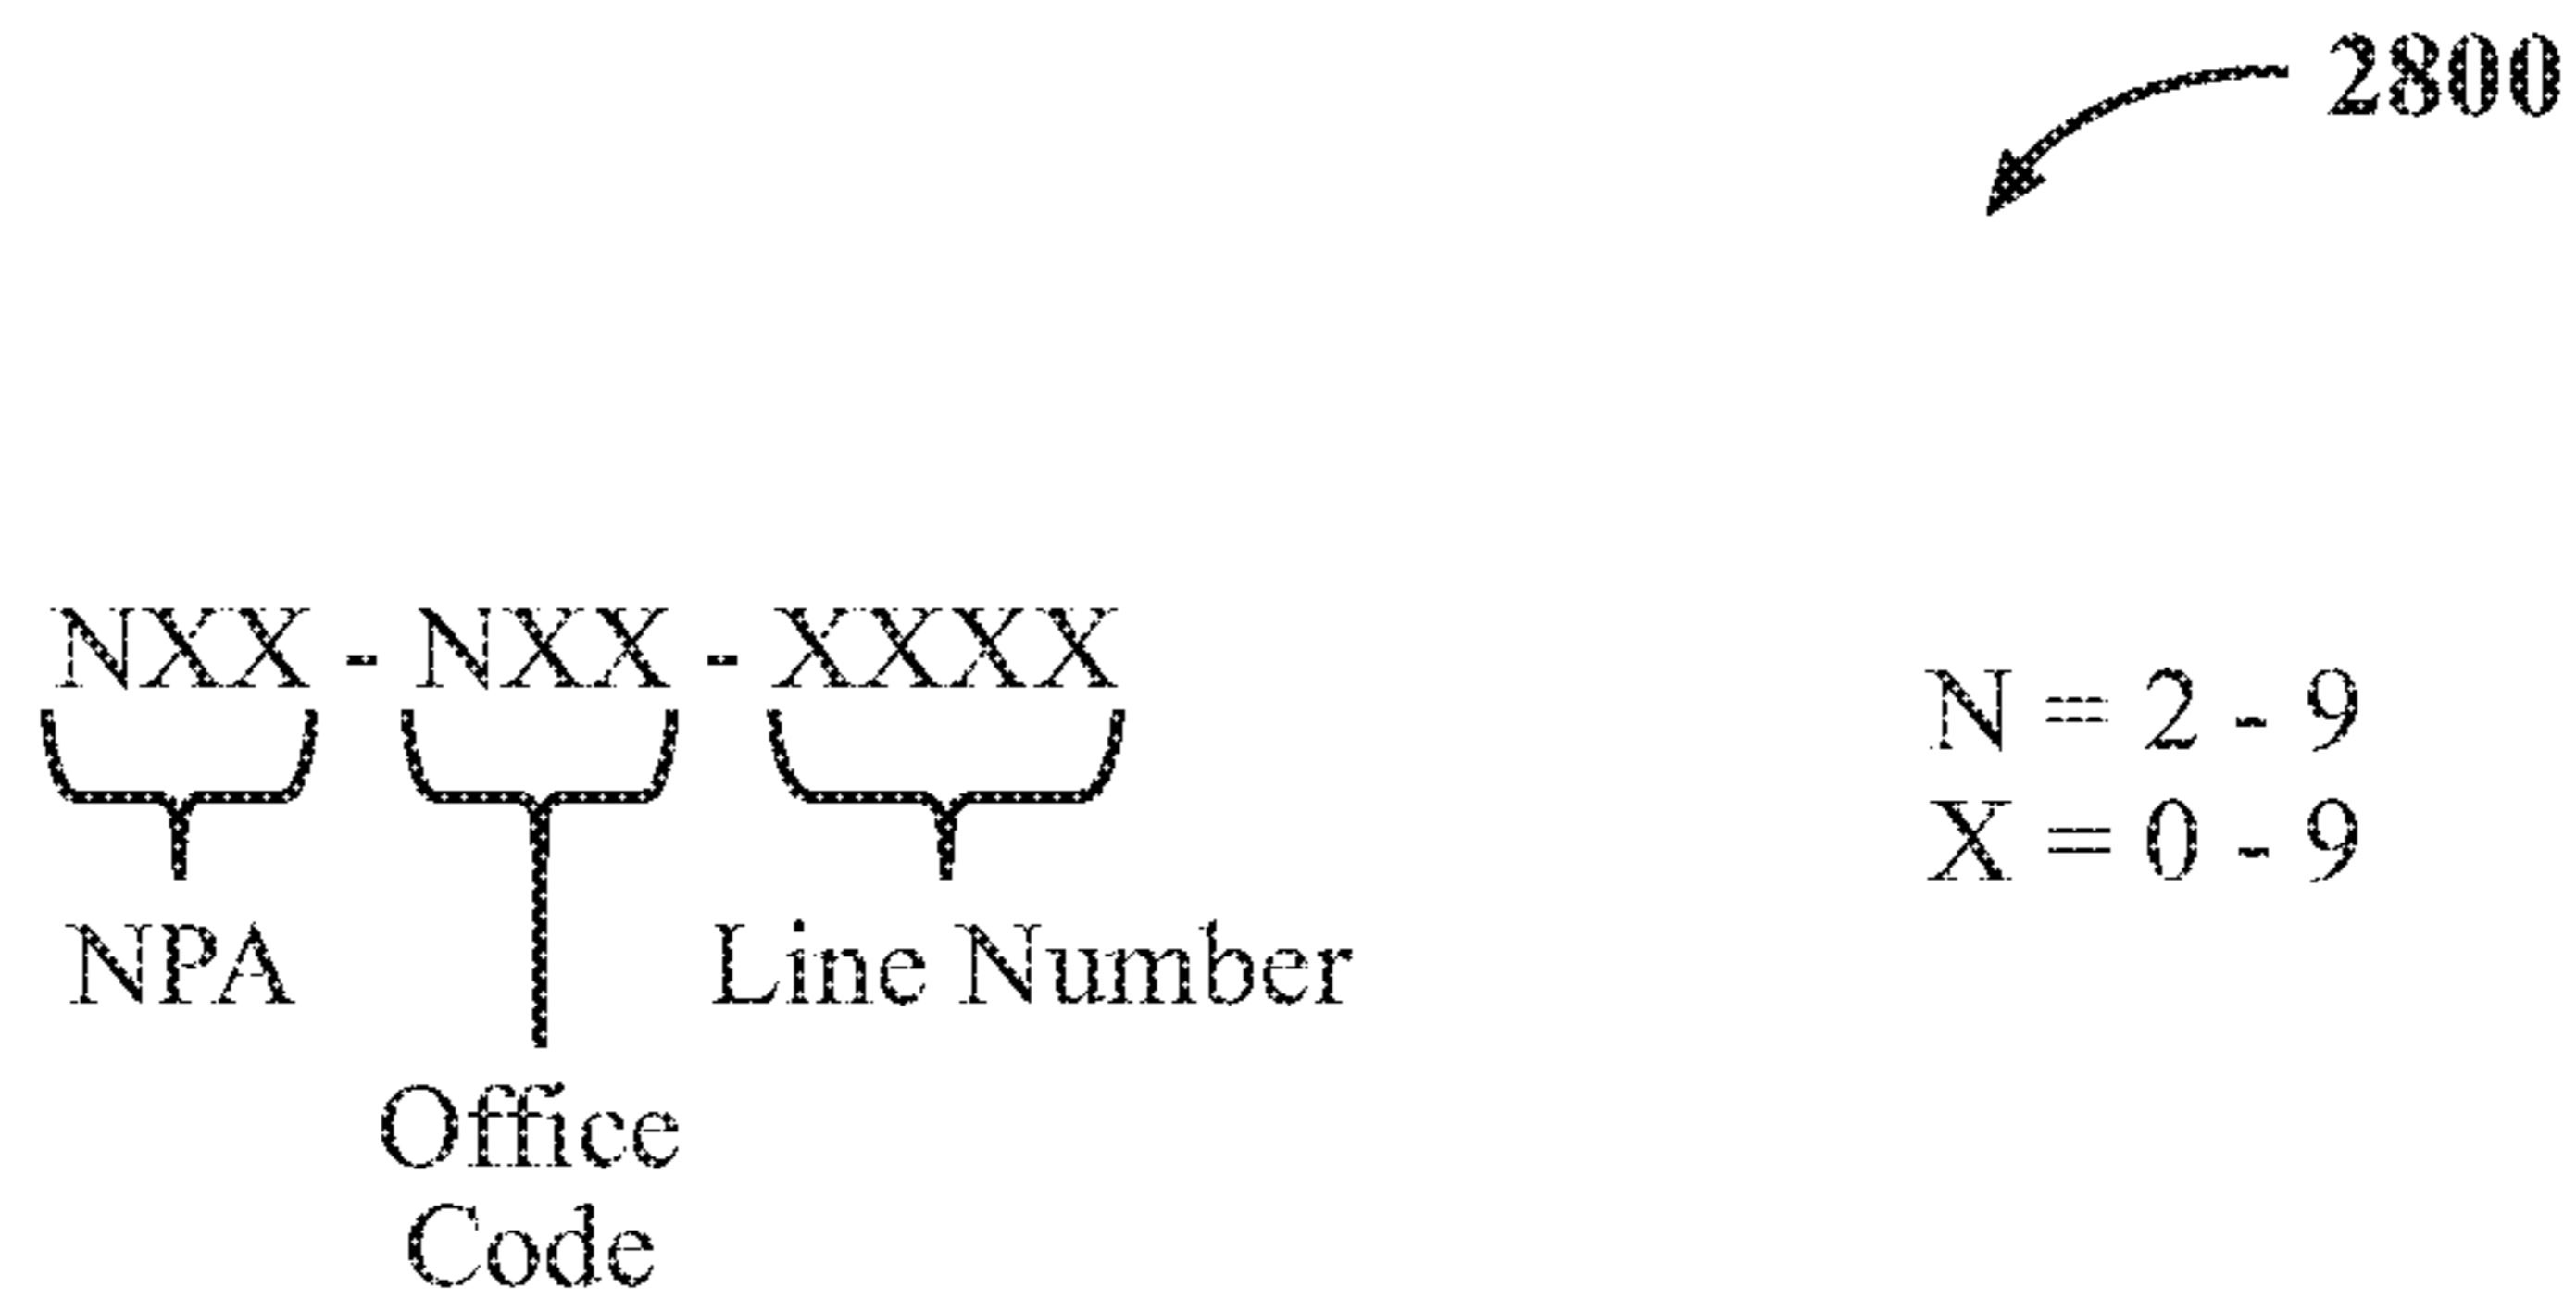 2800
NXX - NXX - XXXX
N = 2 - 9
X = 0 - 9
NPA
Line Number
Office
Code